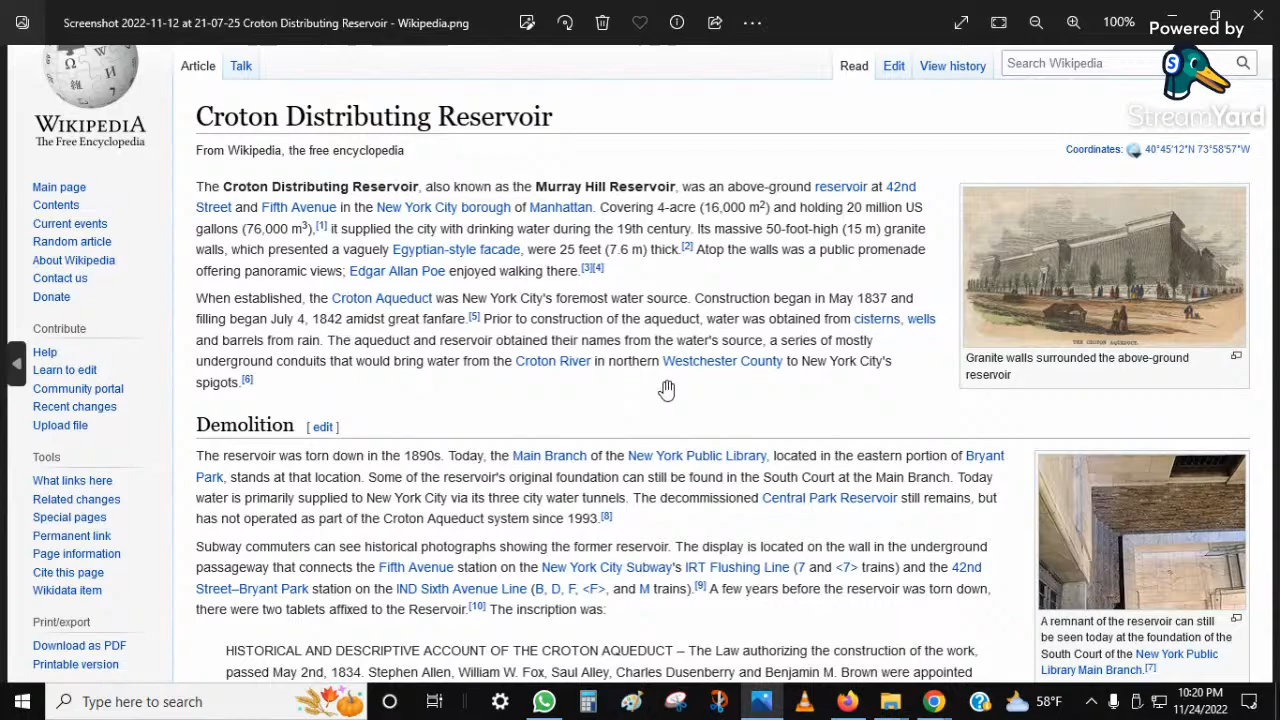 Screenshot 2022-11-12 at 21-07-25 Croton Distributing Reservoir - Wikipedia.png
100%
Powered by
StreamYard
WIKIPEDIA
The Free Encyclopedia
Main page
Contents
Current events
Random article
About Wikipedia
Contact us
Donate
Contribute
Help
Learn to edit
Community portal
Recent changes
Upload file
Tools
What links here
Related changes
Special pages
Permanent link
Page information
Cite this page
Wikidata item
Print/export
Download as PDF
Printable version
Article Talk
Read Edit View history
Search Wikipedia
Croton Distributing Reservoir
From Wikipedia, the free encyclopedia
Coordinates: 40°45′12″N 73°58′57″W
The Croton Distributing Reservoir, also known as the Murray Hill Reservoir, was an above-ground reservoir at 42nd
Street and Fifth Avenue in the New York City borough of Manhattan. Covering 4-acre (16,000 m²) and holding 20 million US
gallons (76,000 m³),[1] it supplied the city with drinking water during the 19th century. Its massive 50-foot-high (15 m) granite
walls, which presented a vaguely Egyptian-style facade, were 25 feet (7.6 m) thick.[2] Atop the walls was a public promenade
offering panoramic views; Edgar Allan Poe enjoyed walking there.[3][4]
When established, the Croton Aqueduct was New York City's foremost water source. Construction began in May 1837 and
filling began July 4, 1842 amidst great fanfare.[5] Prior to construction of the aqueduct, water was obtained from cisterns, wells
and barrels from rain. The aqueduct and reservoir obtained their names from the water's source, a series of mostly
underground conduits that would bring water from the Croton River in northern Westchester County to New York City's
spigots.[6]
THE CROTON AQUEDUCT.
Granite walls surrounded the above-ground
reservoir
Demolition [ edit ]
The reservoir was torn down in the 1890s. Today, the Main Branch of the New York Public Library, located in the eastern portion of Bryant
Park, stands at that location. Some of the reservoir's original foundation can still be found in the South Court at the Main Branch. Today
water is primarily supplied to New York City via its three city water tunnels. The decommissioned Central Park Reservoir still remains, but
has not operated as part of the Croton Aqueduct system since 1993.[8]
Subway commuters can see historical photographs showing the former reservoir. The display is located on the wall in the underground
passageway that connects the Fifth Avenue station on the New York City Subway's IRT Flushing Line (7 and <7> trains) and the 42nd
Street–Bryant Park station on the IND Sixth Avenue Line (B, D, F, <F>, and M trains).[9] A few years before the reservoir was torn down,
there were two tablets affixed to the Reservoir.[10] The inscription was:
HISTORICAL AND DESCRIPTIVE ACCOUNT OF THE CROTON AQUEDUCT – The Law authorizing the construction of the work,
passed May 2nd, 1834. Stephen Allen, William W. Fox, Saul Alley, Charles Dusenberry and Benjamin M. Brown were appointed
A remnant of the reservoir can still
be seen today at the foundation of the
South Court of the New York Public
Library Main Branch.[7]
Type here to search
58°F
10:20 PM
11/24/2022